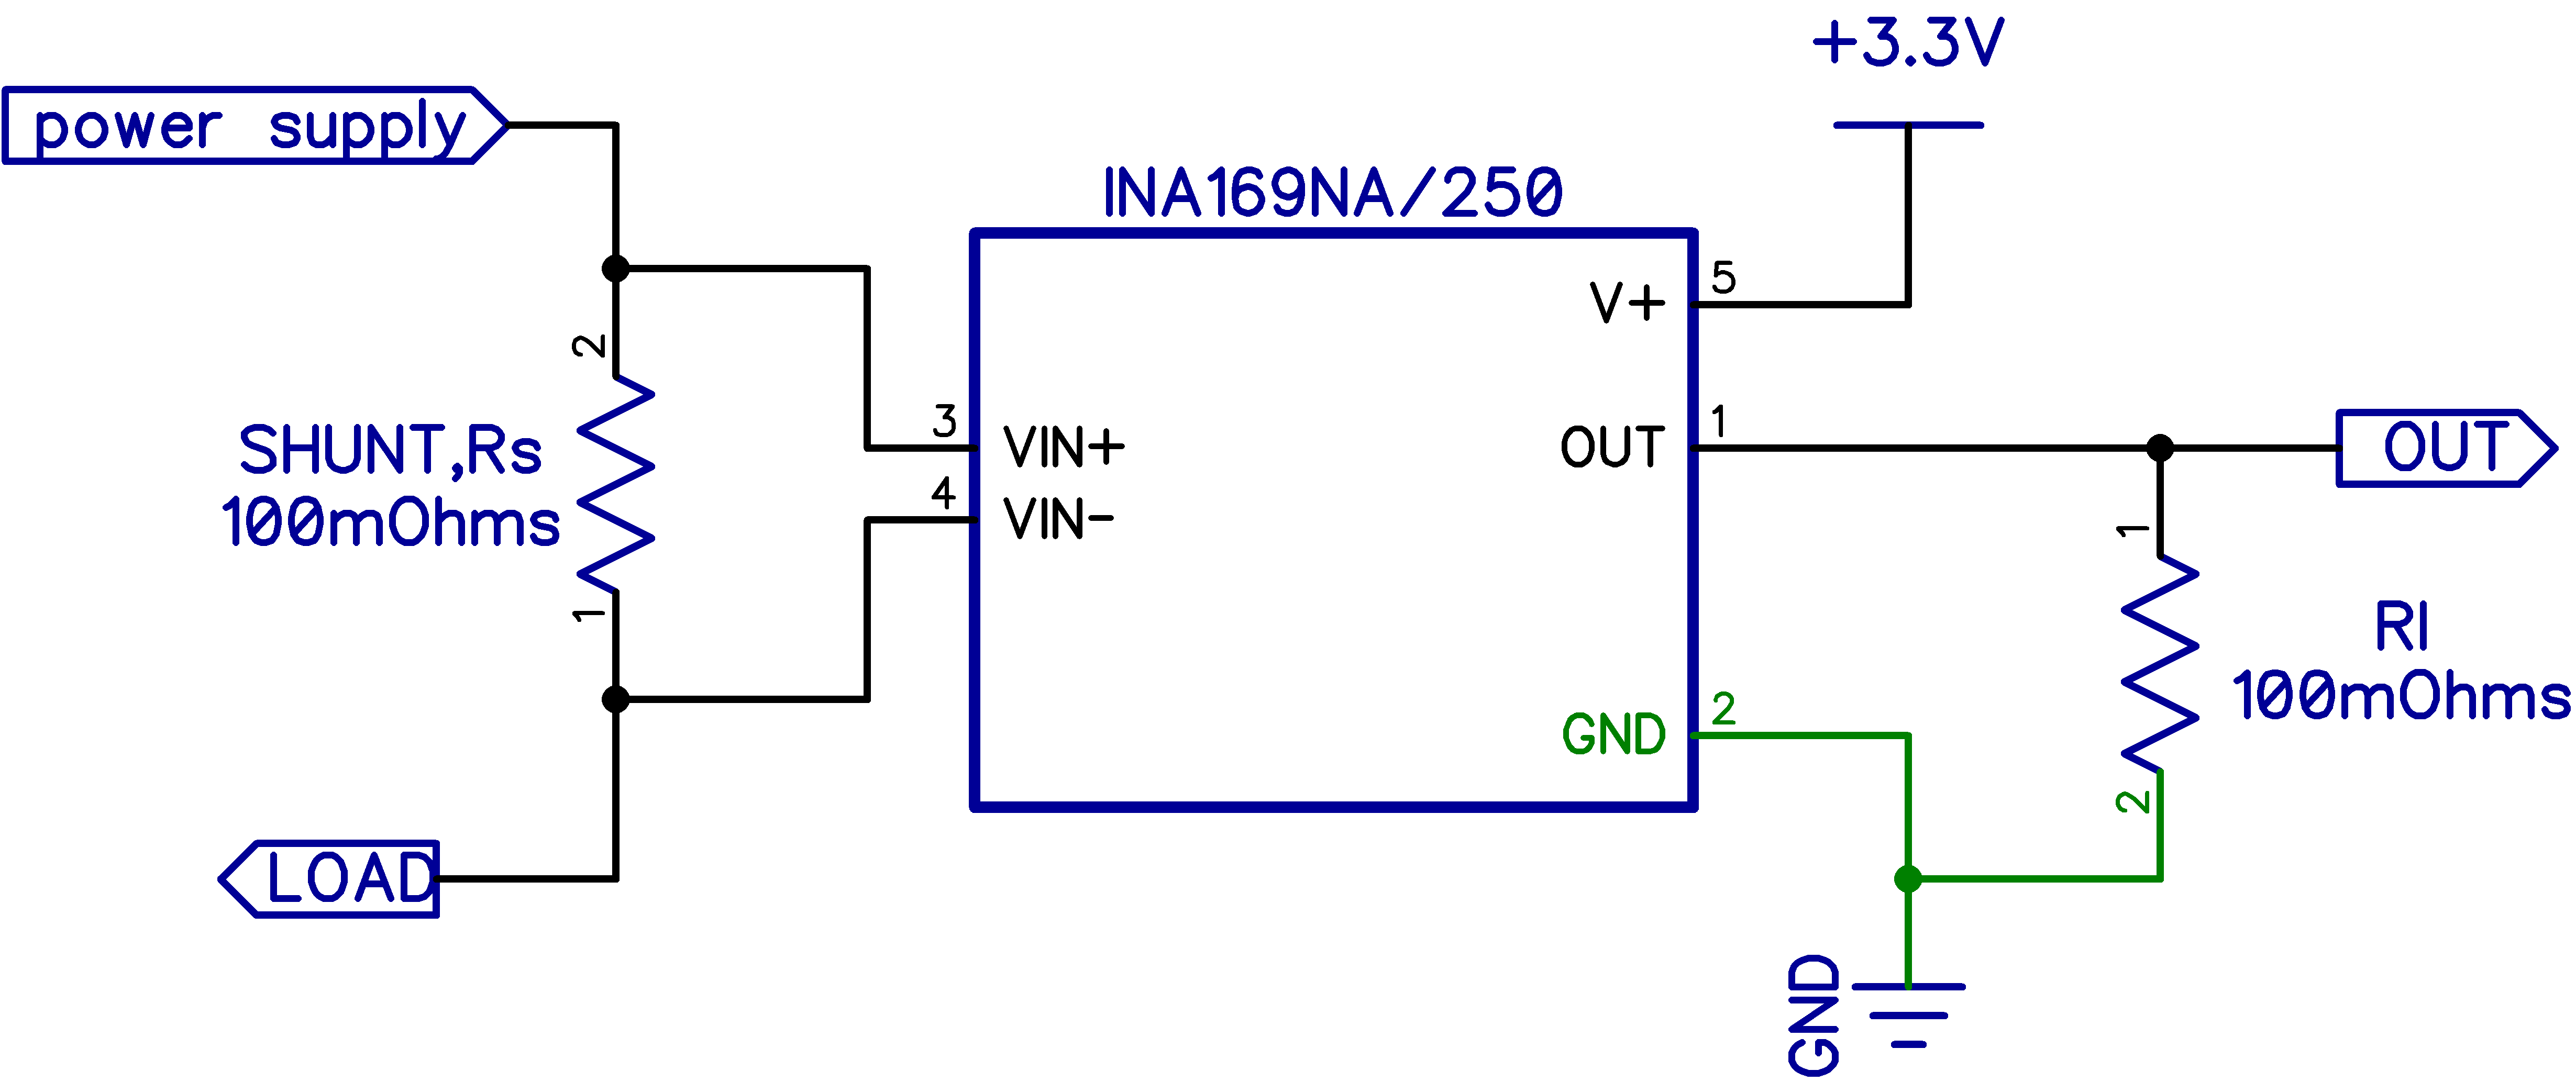 +3.3V
power supply
INA169NA/250
5
V+
2
3
VIN+
1
OUT
OUT
SHUNT,Rs
100mOhms
4
VIN-
1
1
RI
100mOhms
2
GND
2
LOAD
GND